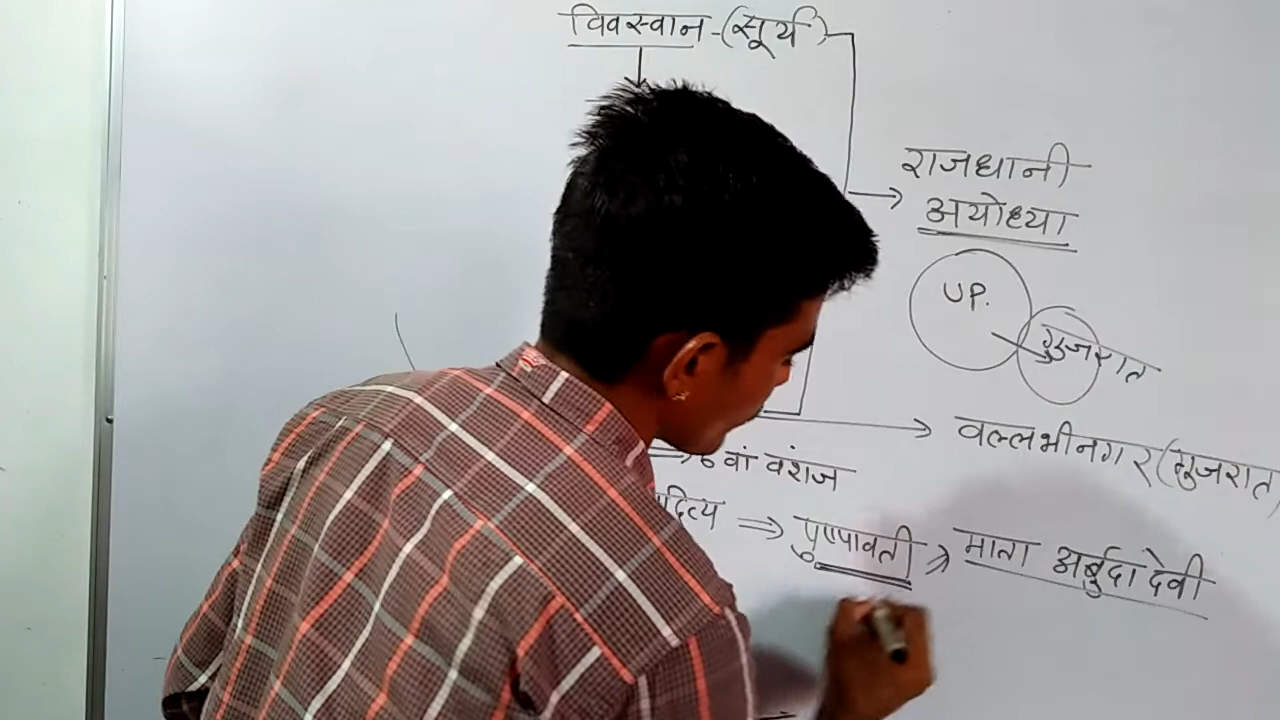 विवस्वान - (सूर्य)
राजधानी
अयोध्या
UP.
गुजरात
वल्लभीनगर (गुजरात)
वां वंशज
दित्य ⇒ पुष्पावती ⇒ माता अर्बुदा देवी